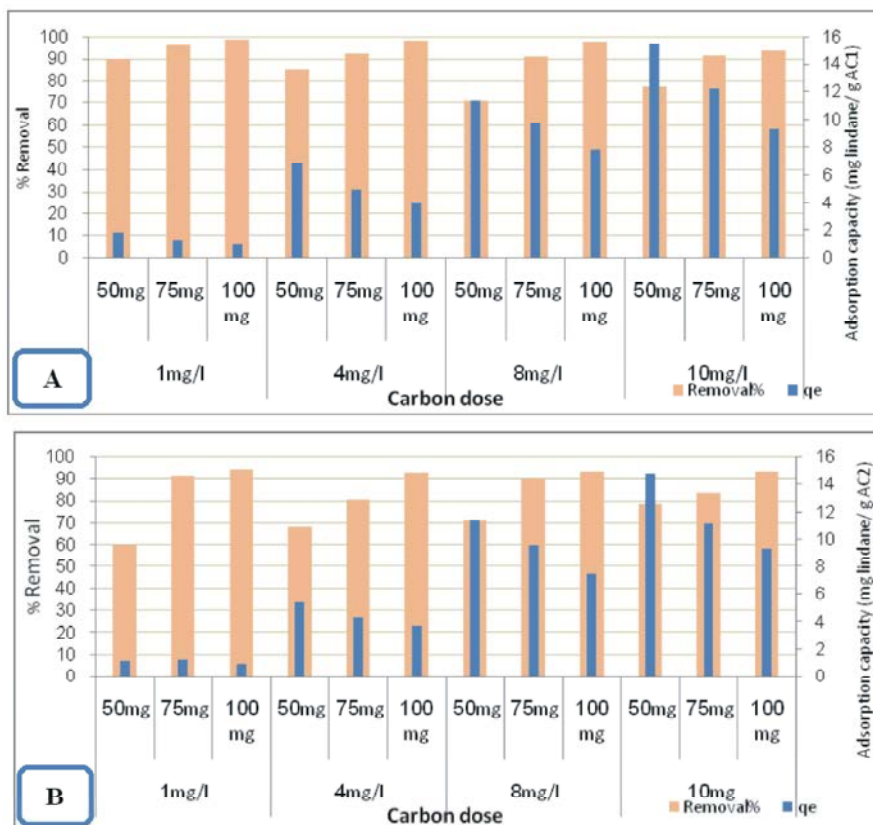 100
90
80
70
60
50
40
30
20
10
0
% Removal
16
14
12
10
8
6
4
2
0
Adsorption capacity (mg lindane/ g AC1)
50mg 75mg 100 mg 50mg 75mg 100 mg 50mg 75mg 100 mg 50mg 75mg 100 mg
1mg/l 4mg/l 8mg/l 10mg/l
A
Carbon dose
Removal% qe
100
90
80
70
60
50
40
30
20
10
0
% Removal
16
14
12
10
8
6
4
2
0
Adsorption capacity (mg lindane/ g AC2)
50mg 75mg 100 mg 50mg 75mg 100 mg 50mg 75mg 100 mg 50mg 75mg 100 mg
1mg/l 4mg/l 8mg/l 10mg
B
Carbon dose
Removal% qe